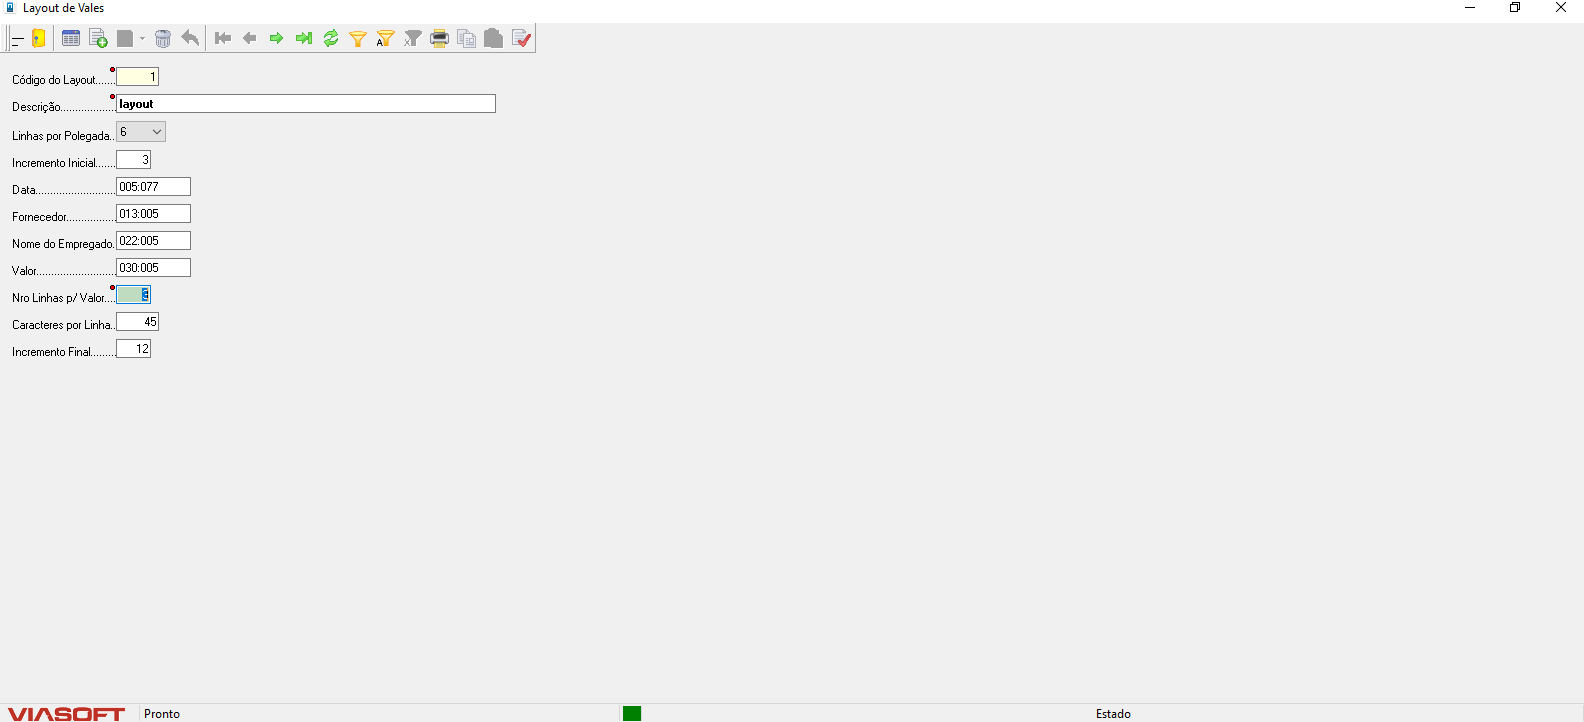 Layout de Vales
A
Código do Layout...... 1
Descrição................... layout
Linhas por Polegada.. 6
Incremento Inicial....... 3
Data........................... 005:077
Fornecedor................. 013:005
Nome do Empregado. 022:005
Valor.......................... 030:005
Nro Linhas p/ Valor....
Caracteres por Linha.. 45
Incremento Final......... 12
VIASOFT Pronto Estado